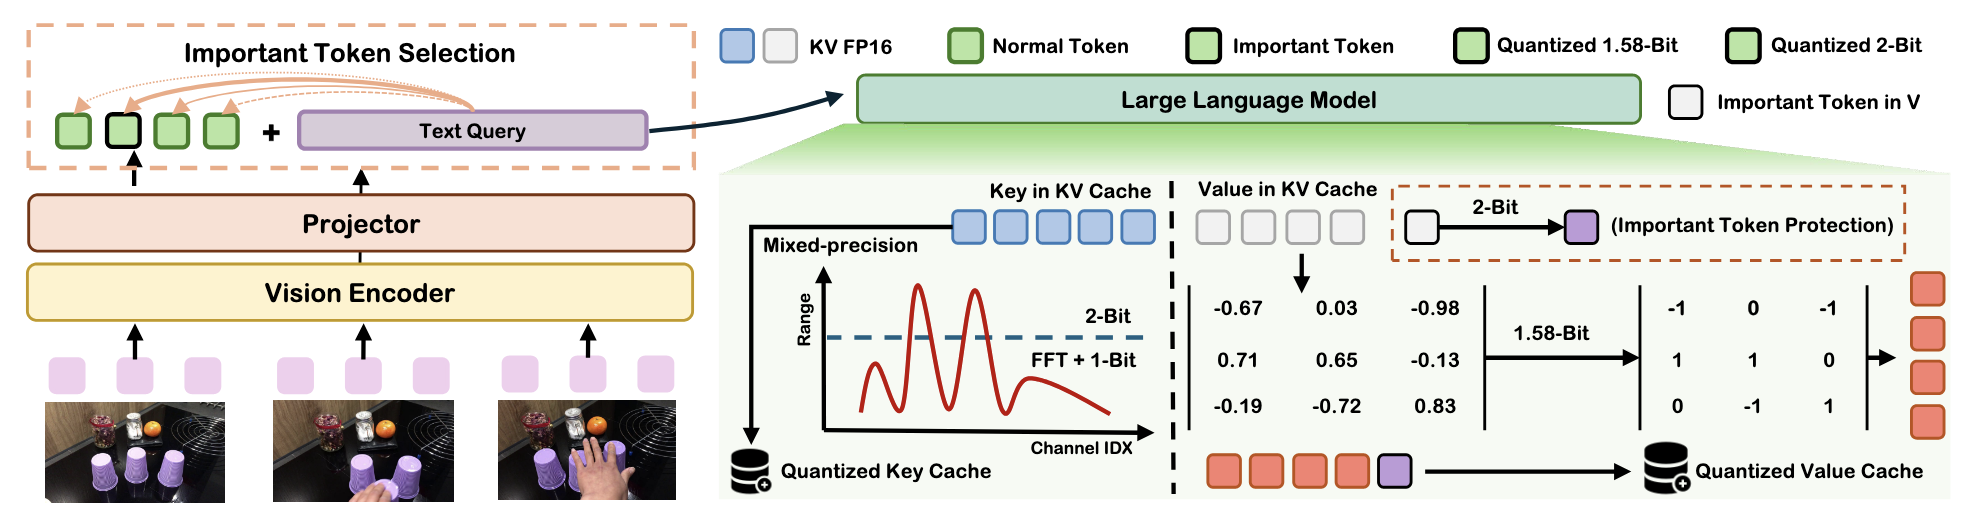 Important Token Selection
+
Text Query
Projector
Vision Encoder
KV FP16
Normal Token
Important Token
Quantized 1.58-Bit
Quantized 2-Bit
Large Language Model
Important Token in V
Key in KV Cache
Mixed-precision
Range
2-Bit
FFT + 1-Bit
Channel IDX
Quantized Key Cache
Value in KV Cache
2-Bit
(Important Token Protection)
-0.67 0.03 -0.98
0.71 0.65 -0.13
-0.19 -0.72 0.83
1.58-Bit
-1 0 -1
1 1 0
0 -1 1
Quantized Value Cache